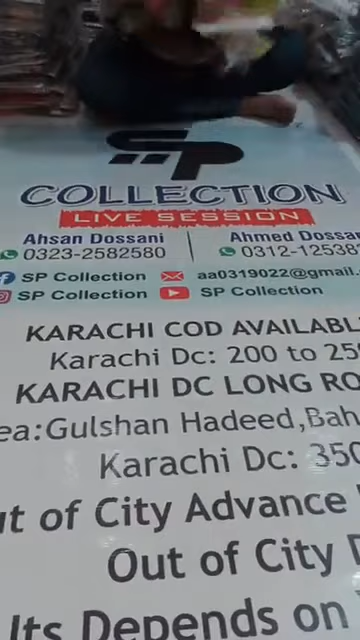 SP
COLLECTION
LIVE SESSION
Ahsan Dossani
0323-2582580
Ahmed Dossan
0312-125382
SP Collection
aa0319022@gmail.
SP Collection
SP Collection
KARACHI COD AVAILABL
Karachi Dc: 200 to 25
KARACHI DC LONG RO
ea:Gulshan Hadeed,Bah
Karachi Dc: 350
ut of City Advance
Out of City D
Its Depends on